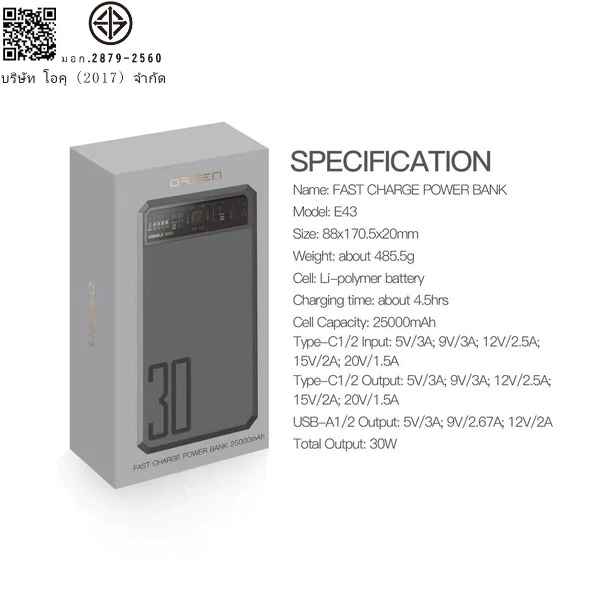 มอก.2879-2560
บริษัท โอคุ (2017) จำกัด
SPECIFICATION
Name: FAST CHARGE POWER BANK
Model: E43
Size: 88x170.5x20mm
Weight: about 485.5g
Cell: Li-polymer battery
Charging time: about 4.5hrs
Cell Capacity: 25000mAh
Type-C1/2 Input: 5V/3A; 9V/3A; 12V/2.5A;
15V/2A; 20V/1.5A
Type-C1/2 Output: 5V/3A; 9V/3A; 12V/2.5A;
15V/2A; 20V/1.5A
USB-A1/2 Output: 5V/3A; 9V/2.67A; 12V/2A
Total Output: 30W
30
FAST CHARGE POWER BANK 25000mAh